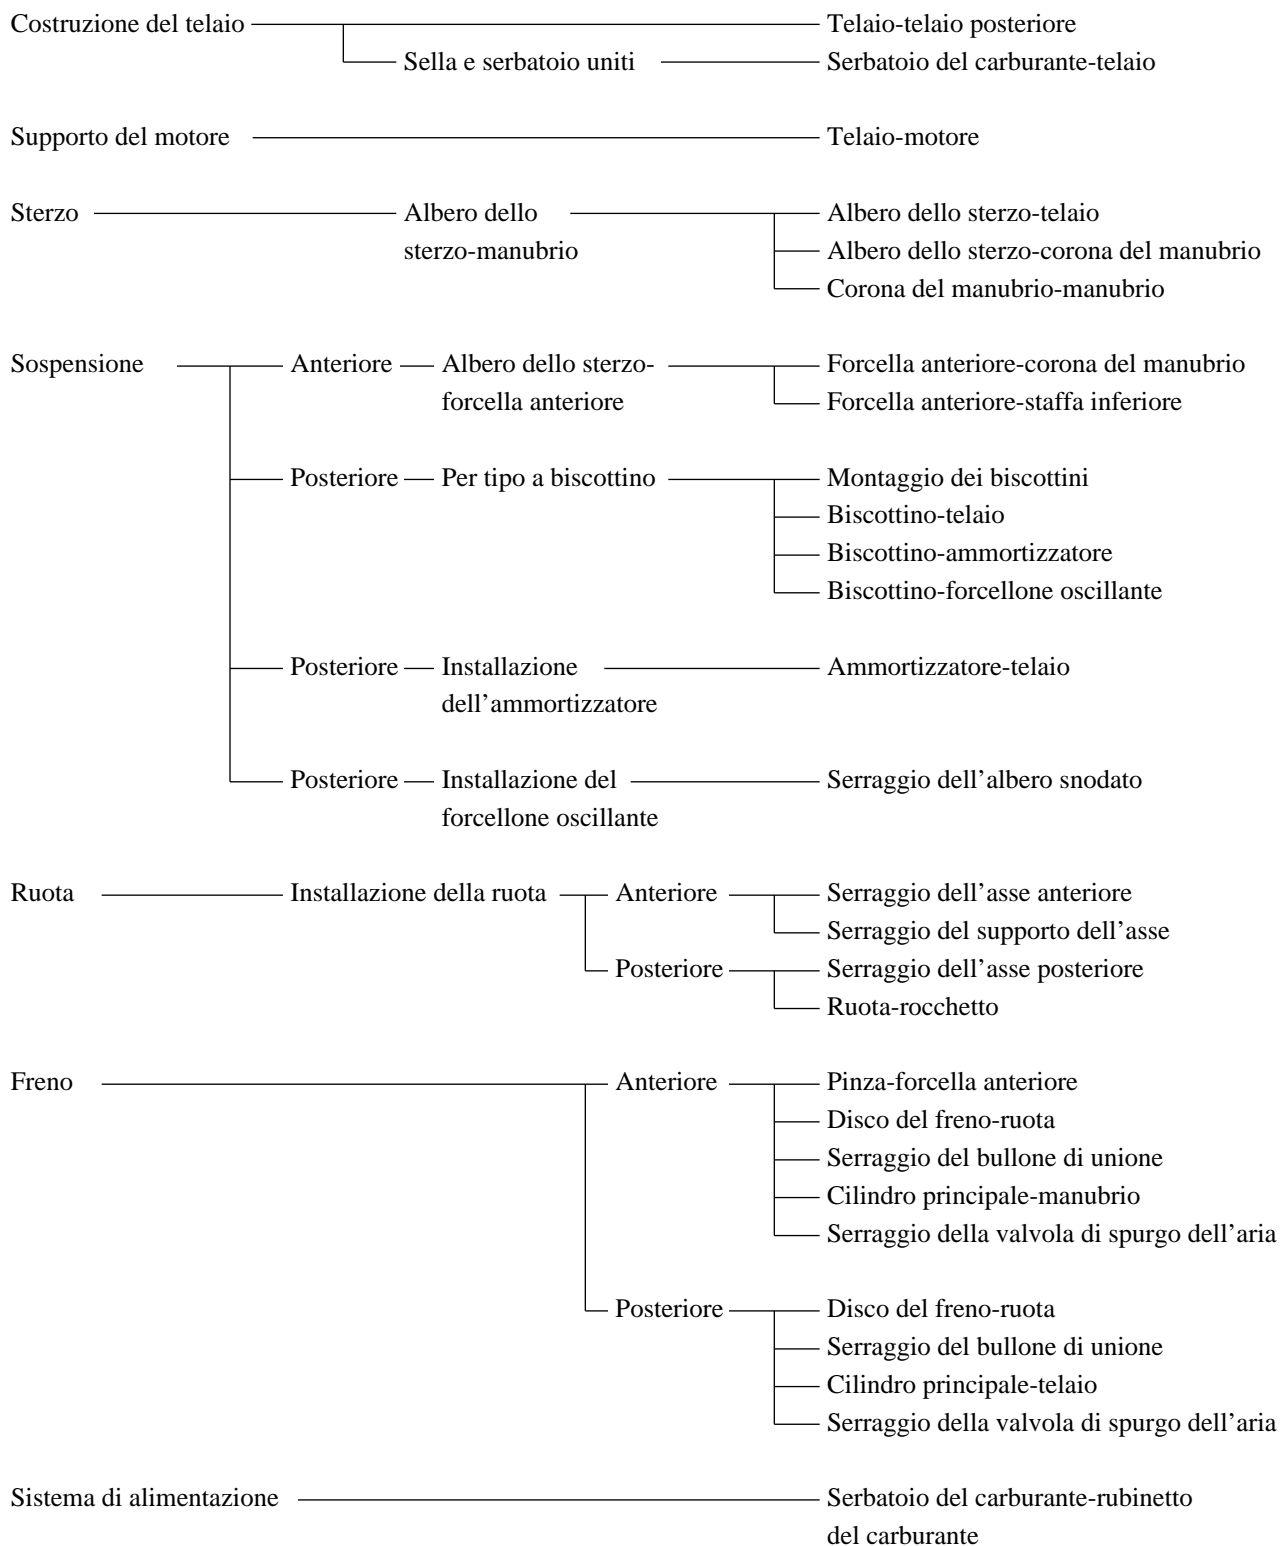 Costruzione del telaio Telaio-telaio posteriore
Sella e serbatoio uniti Serbatoio del carburante-telaio
Supporto del motore Telaio-motore
Sterzo Albero dello Albero dello sterzo-telaio
sterzo-manubrio Albero dello sterzo-corona del manubrio
Corona del manubrio-manubrio
Sospensione Anteriore Albero dello sterzo- Forcella anteriore-corona del manubrio
forcella anteriore Forcella anteriore-staffa inferiore
Posteriore Per tipo a biscottino Montaggio dei biscottini
Biscottino-telaio
Biscottino-ammortizzatore
Biscottino-forcellone oscillante
Posteriore Installazione Ammortizzatore-telaio
dell’ammortizzatore
Posteriore Installazione del Serraggio dell’albero snodato
forcellone oscillante
Ruota Installazione della ruota Anteriore Serraggio dell’asse anteriore
Serraggio del supporto dell’asse
Posteriore Serraggio dell’asse posteriore
Ruota-rocchetto
Freno Anteriore Pinza-forcella anteriore
Disco del freno-ruota
Serraggio del bullone di unione
Cilindro principale-manubrio
Serraggio della valvola di spurgo dell’aria
Posteriore Disco del freno-ruota
Serraggio del bullone di unione
Cilindro principale-telaio
Serraggio della valvola di spurgo dell’aria
Sistema di alimentazione Serbatoio del carburante-rubinetto
del carburante